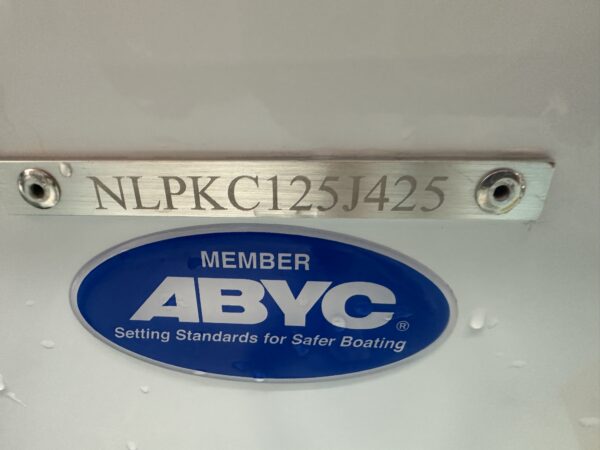 NLPKC125J425
MEMBER
ABYC®
Setting Standards for Safer Boating